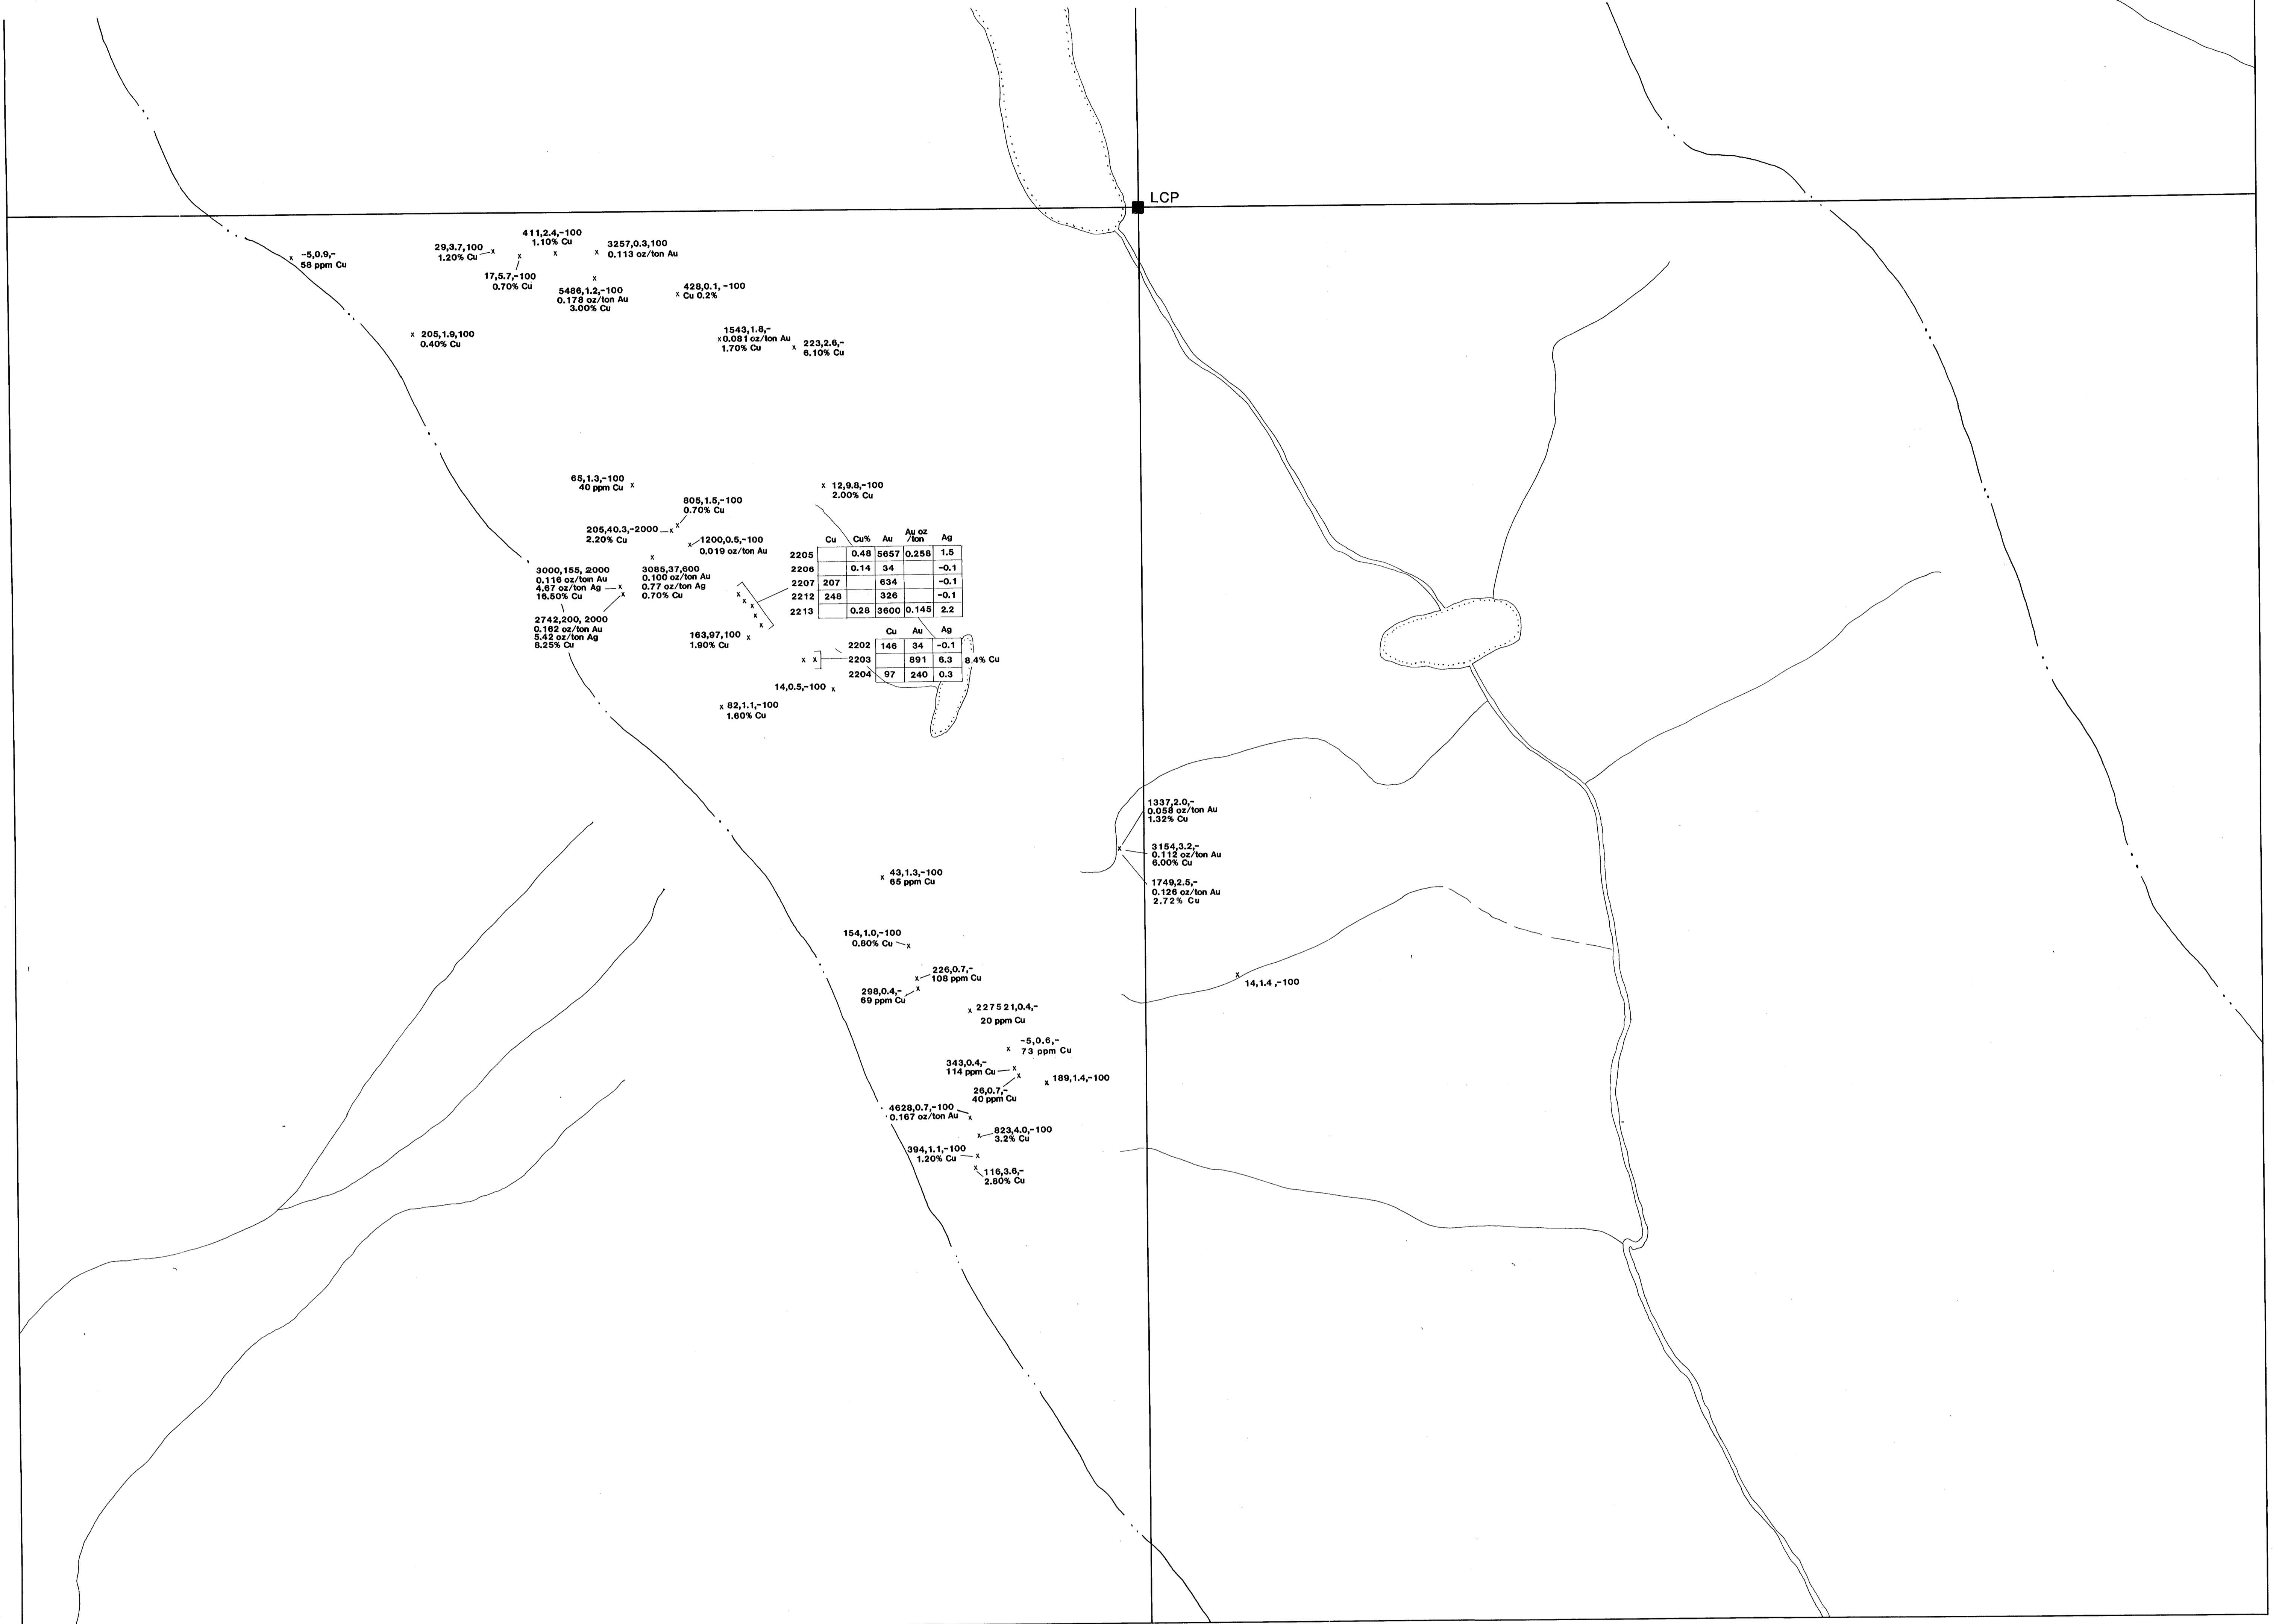 LCP
-5,0.9,-
58 ppm Cu
29,3.7,100
1.20% Cu
411,2.4,-100
1.10% Cu
3257,0.3,100
0.113 oz/ton Au
17,5.7,-100
0.70% Cu
5486,1.2,-100
0.178 oz/ton Au
3.00% Cu
428,0.1, -100
Cu 0.2%
205,1.9,100
0.40% Cu
1543,1.8,-
0.081 oz/ton Au
1.70% Cu
223,2.6,-
6.10% Cu
65,1.3,-100
40 ppm Cu
12,9.8,-100
2.00% Cu
805,1.5,-100
0.70% Cu
205,40.3,-2000
2.20% Cu
1200,0.5,-100
0.019 oz/ton Au
3000,155, 2000
0.116 oz/ton Au
4.67 oz/ton Ag
16.50% Cu
3085,37,600
0.100 oz/ton Au
0.77 oz/ton Ag
0.70% Cu
2742,200, 2000
0.162 oz/ton Au
5.42 oz/ton Ag
8.25% Cu
Cu Cu% Au Au oz /ton Ag
2205 0.48 5657 0.258 1.5
2206 0.14 34 -0.1
2207 207 634 -0.1
2212 248 326 -0.1
2213 0.28 3600 0.145 2.2
163,97,100
1.90% Cu
Cu Au Ag
2202 146 34 -0.1
2203 891 6.3 8.4% Cu
2204 97 240 0.3
14,0.5,-100
82,1.1,-100
1.60% Cu
1337,2.0,-
0.058 oz/ton Au
1.32% Cu
3154,3.2,-
0.112 oz/ton Au
6.00% Cu
1749,2.5,-
0.126 oz/ton Au
2.72% Cu
43,1.3,-100
65 ppm Cu
154,1.0,-100
0.80% Cu
226,0.7,-
108 ppm Cu
298,0.4,-
69 ppm Cu
14,1.4 ,-100
227521,0.4,-
20 ppm Cu
-5,0.6,-
73 ppm Cu
343,0.4,-
114 ppm Cu
189,1.4,-100
26,0.7,-
40 ppm Cu
4628,0.7,-100
0.167 oz/ton Au
823,4.0,-100
3.2% Cu
394,1.1,-100
1.20% Cu
116,3.6,-
2.80% Cu